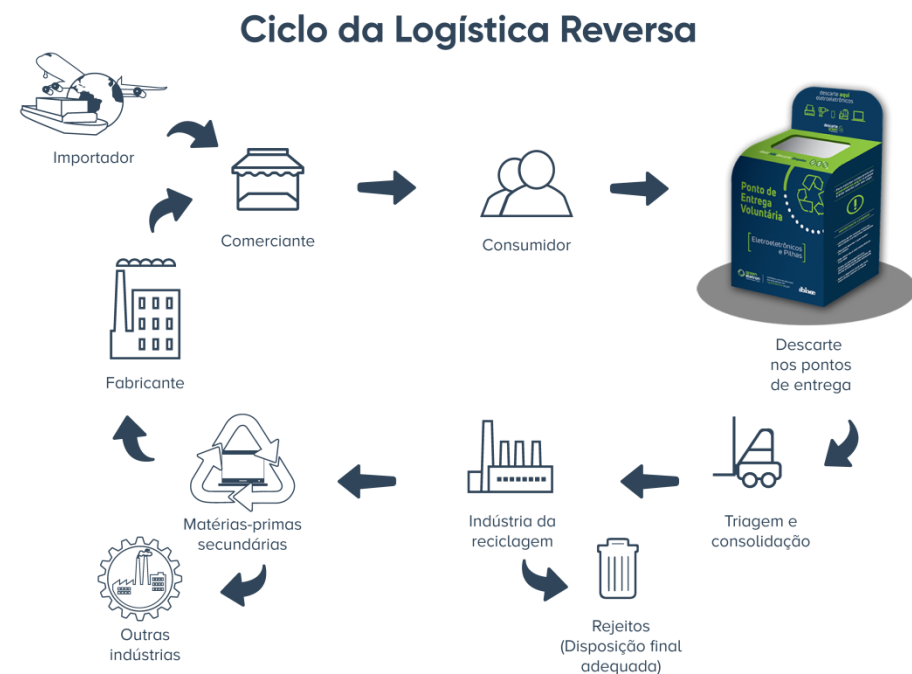 Ciclo da Logística Reversa
Importador
Comerciante
Consumidor
descarte aqui
eletroeletrônicos
Ponto de
Entrega
Voluntária
Eletroeletrônicos
e Pilhas
Descarte
nos pontos
de entrega
Fabricante
Matérias-primas
secundárias
Indústria da
reciclagem
Triagem e
consolidação
Outras
indústrias
Rejeitos
(Disposição final
adequada)